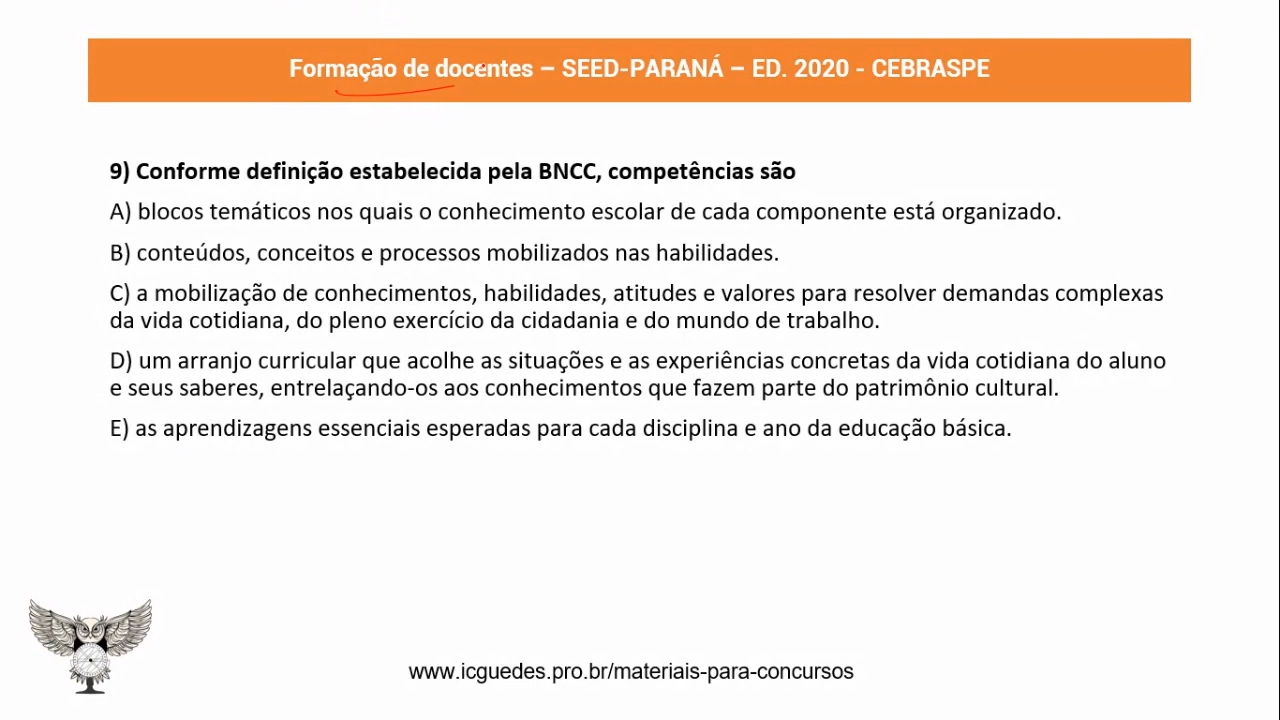 Formação de docentes – SEED-PARANÁ – ED. 2020 - CEBRASPE
9) Conforme definição estabelecida pela BNCC, competências são
A) blocos temáticos nos quais o conhecimento escolar de cada componente está organizado.
B) conteúdos, conceitos e processos mobilizados nas habilidades.
C) a mobilização de conhecimentos, habilidades, atitudes e valores para resolver demandas complexas
da vida cotidiana, do pleno exercício da cidadania e do mundo de trabalho.
D) um arranjo curricular que acolhe as situações e as experiências concretas da vida cotidiana do aluno
e seus saberes, entrelaçando-os aos conhecimentos que fazem parte do patrimônio cultural.
E) as aprendizagens essenciais esperadas para cada disciplina e ano da educação básica.
www.icguedes.pro.br/materiais-para-concursos